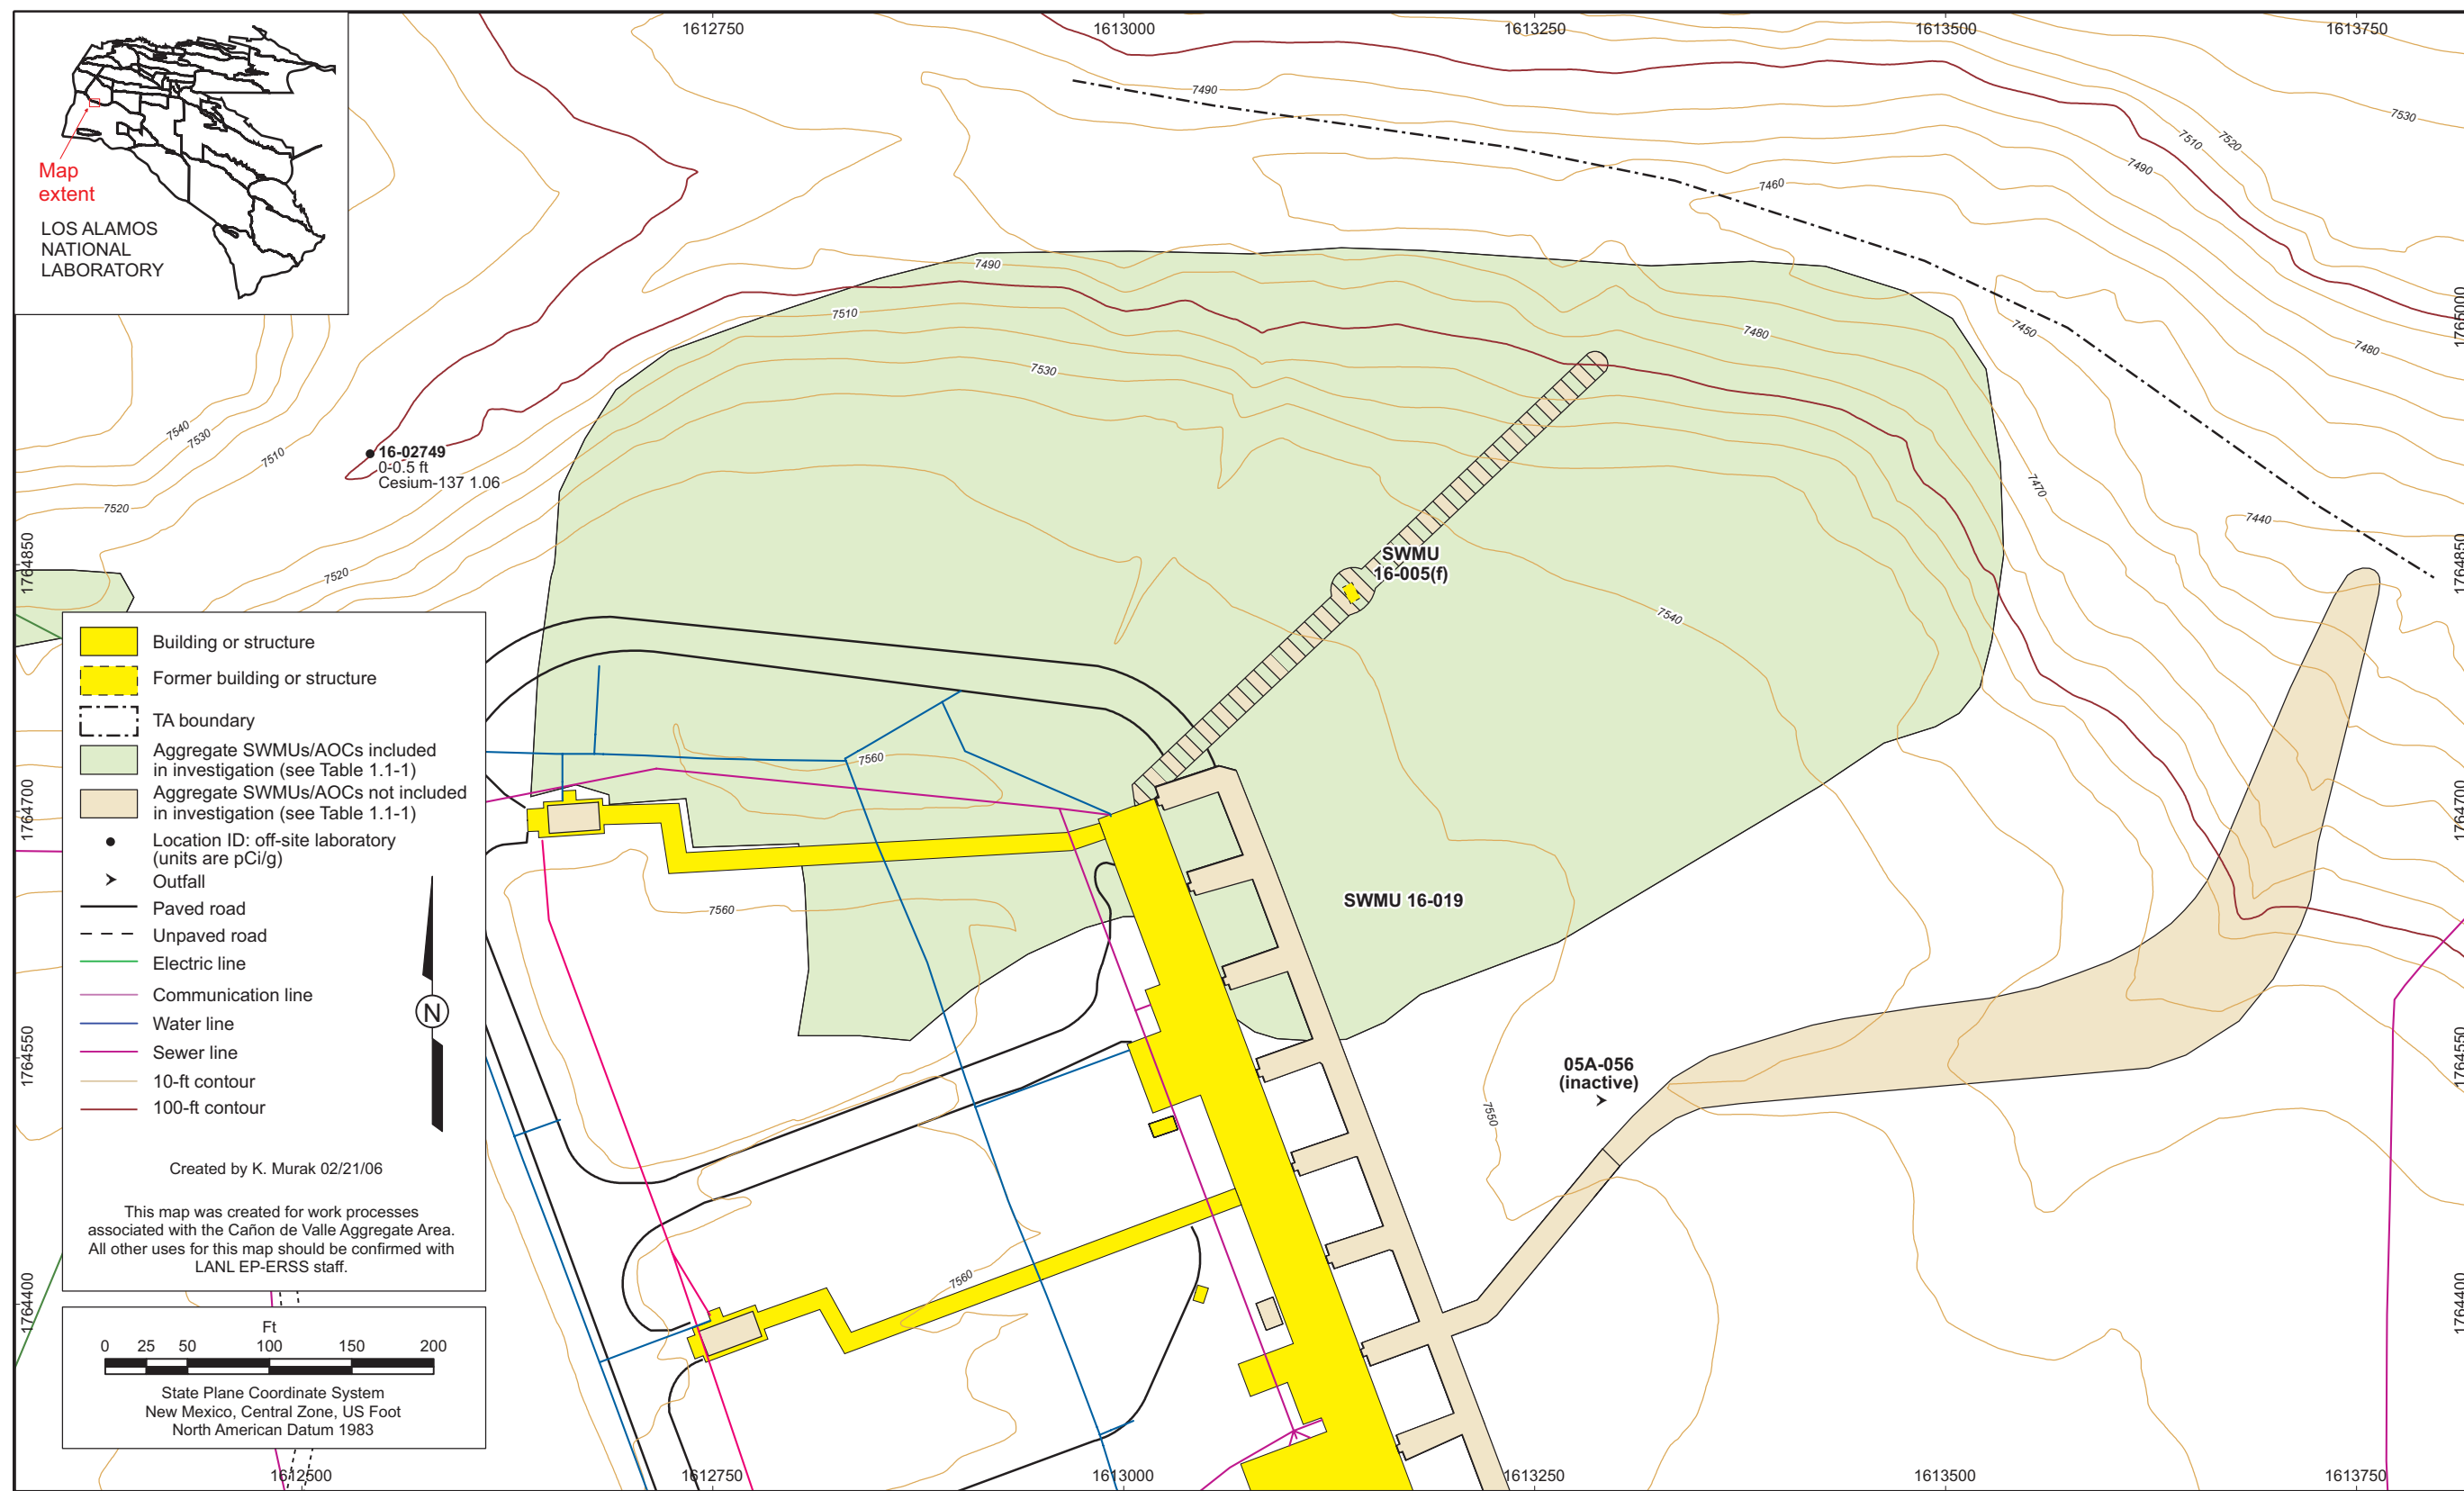 1612750
1613000
1613250
1613500
1613750
Map
extent
LOS ALAMOS
NATIONAL
LABORATORY
7490
7530
7510
7520
7490
7460
7490
7510
7480
7450
7480
1765000
7530
7540
7530
7510
16-02749
0-0.5 ft
Cesium-137 1.06
7520
7470
7440
1764850
1764850
SWMU
16-005(f)
7520
7540
Building or structure
Former building or structure
TA boundary
Aggregate SWMUs/AOCs included
in investigation (see Table 1.1-1)
Aggregate SWMUs/AOCs not included
in investigation (see Table 1.1-1)
Location ID: off-site laboratory
(units are pCi/g)
Outfall
Paved road
Unpaved road
Electric line
Communication line
Water line
Sewer line
10-ft contour
100-ft contour
N
Created by K. Murak 02/21/06
This map was created for work processes
associated with the Cañon de Valle Aggregate Area.
All other uses for this map should be confirmed with
LANL EP-ERSS staff.
7560
1764700
1764700
SWMU 16-019
7560
1764550
1764550
05A-056
(inactive)
7550
7560
1764400
1764400
Ft
0 25 50 100 150 200
State Plane Coordinate System
New Mexico, Central Zone, US Foot
North American Datum 1983
1612500
1612750
1613000
1613250
1613500
1613750